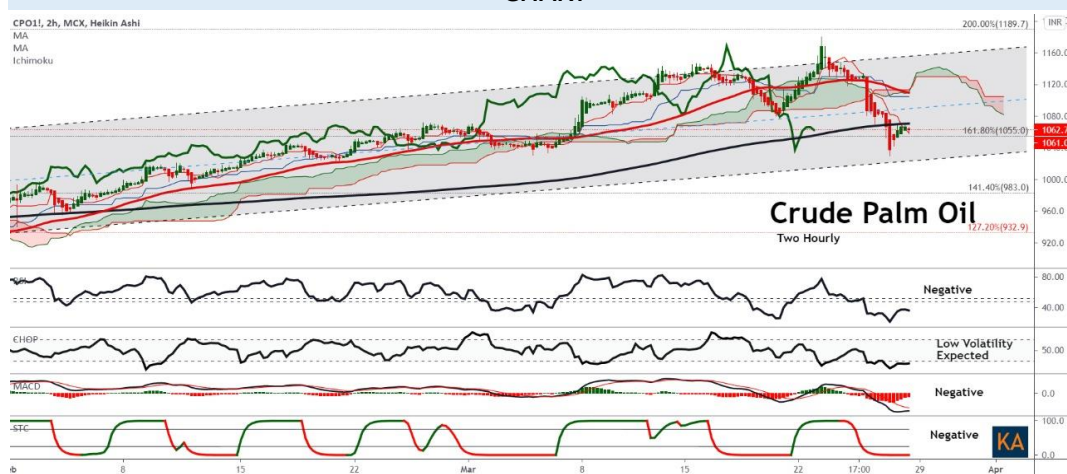 CPO1!, 2h, MCX, Heikin Ashi
MA
MA
Ichimoku
INR
200.00%(1189.7)
1160.0
1120.0
1080.0
1062.7
161.80%(1055.0)
1061.0
1000.0
141.40%(983.0)
960.0
Crude Palm Oil
127.20%(932.9)
Two Hourly
920.0
RSI
80.00
Negative
40.00
CHOP
Low Volatility
Expected
50.00
MACD
Negative
0.0
STC
100.0
Negative
KA
0.0
8
15
22
Mar
8
15
22
17:00
29
Apr